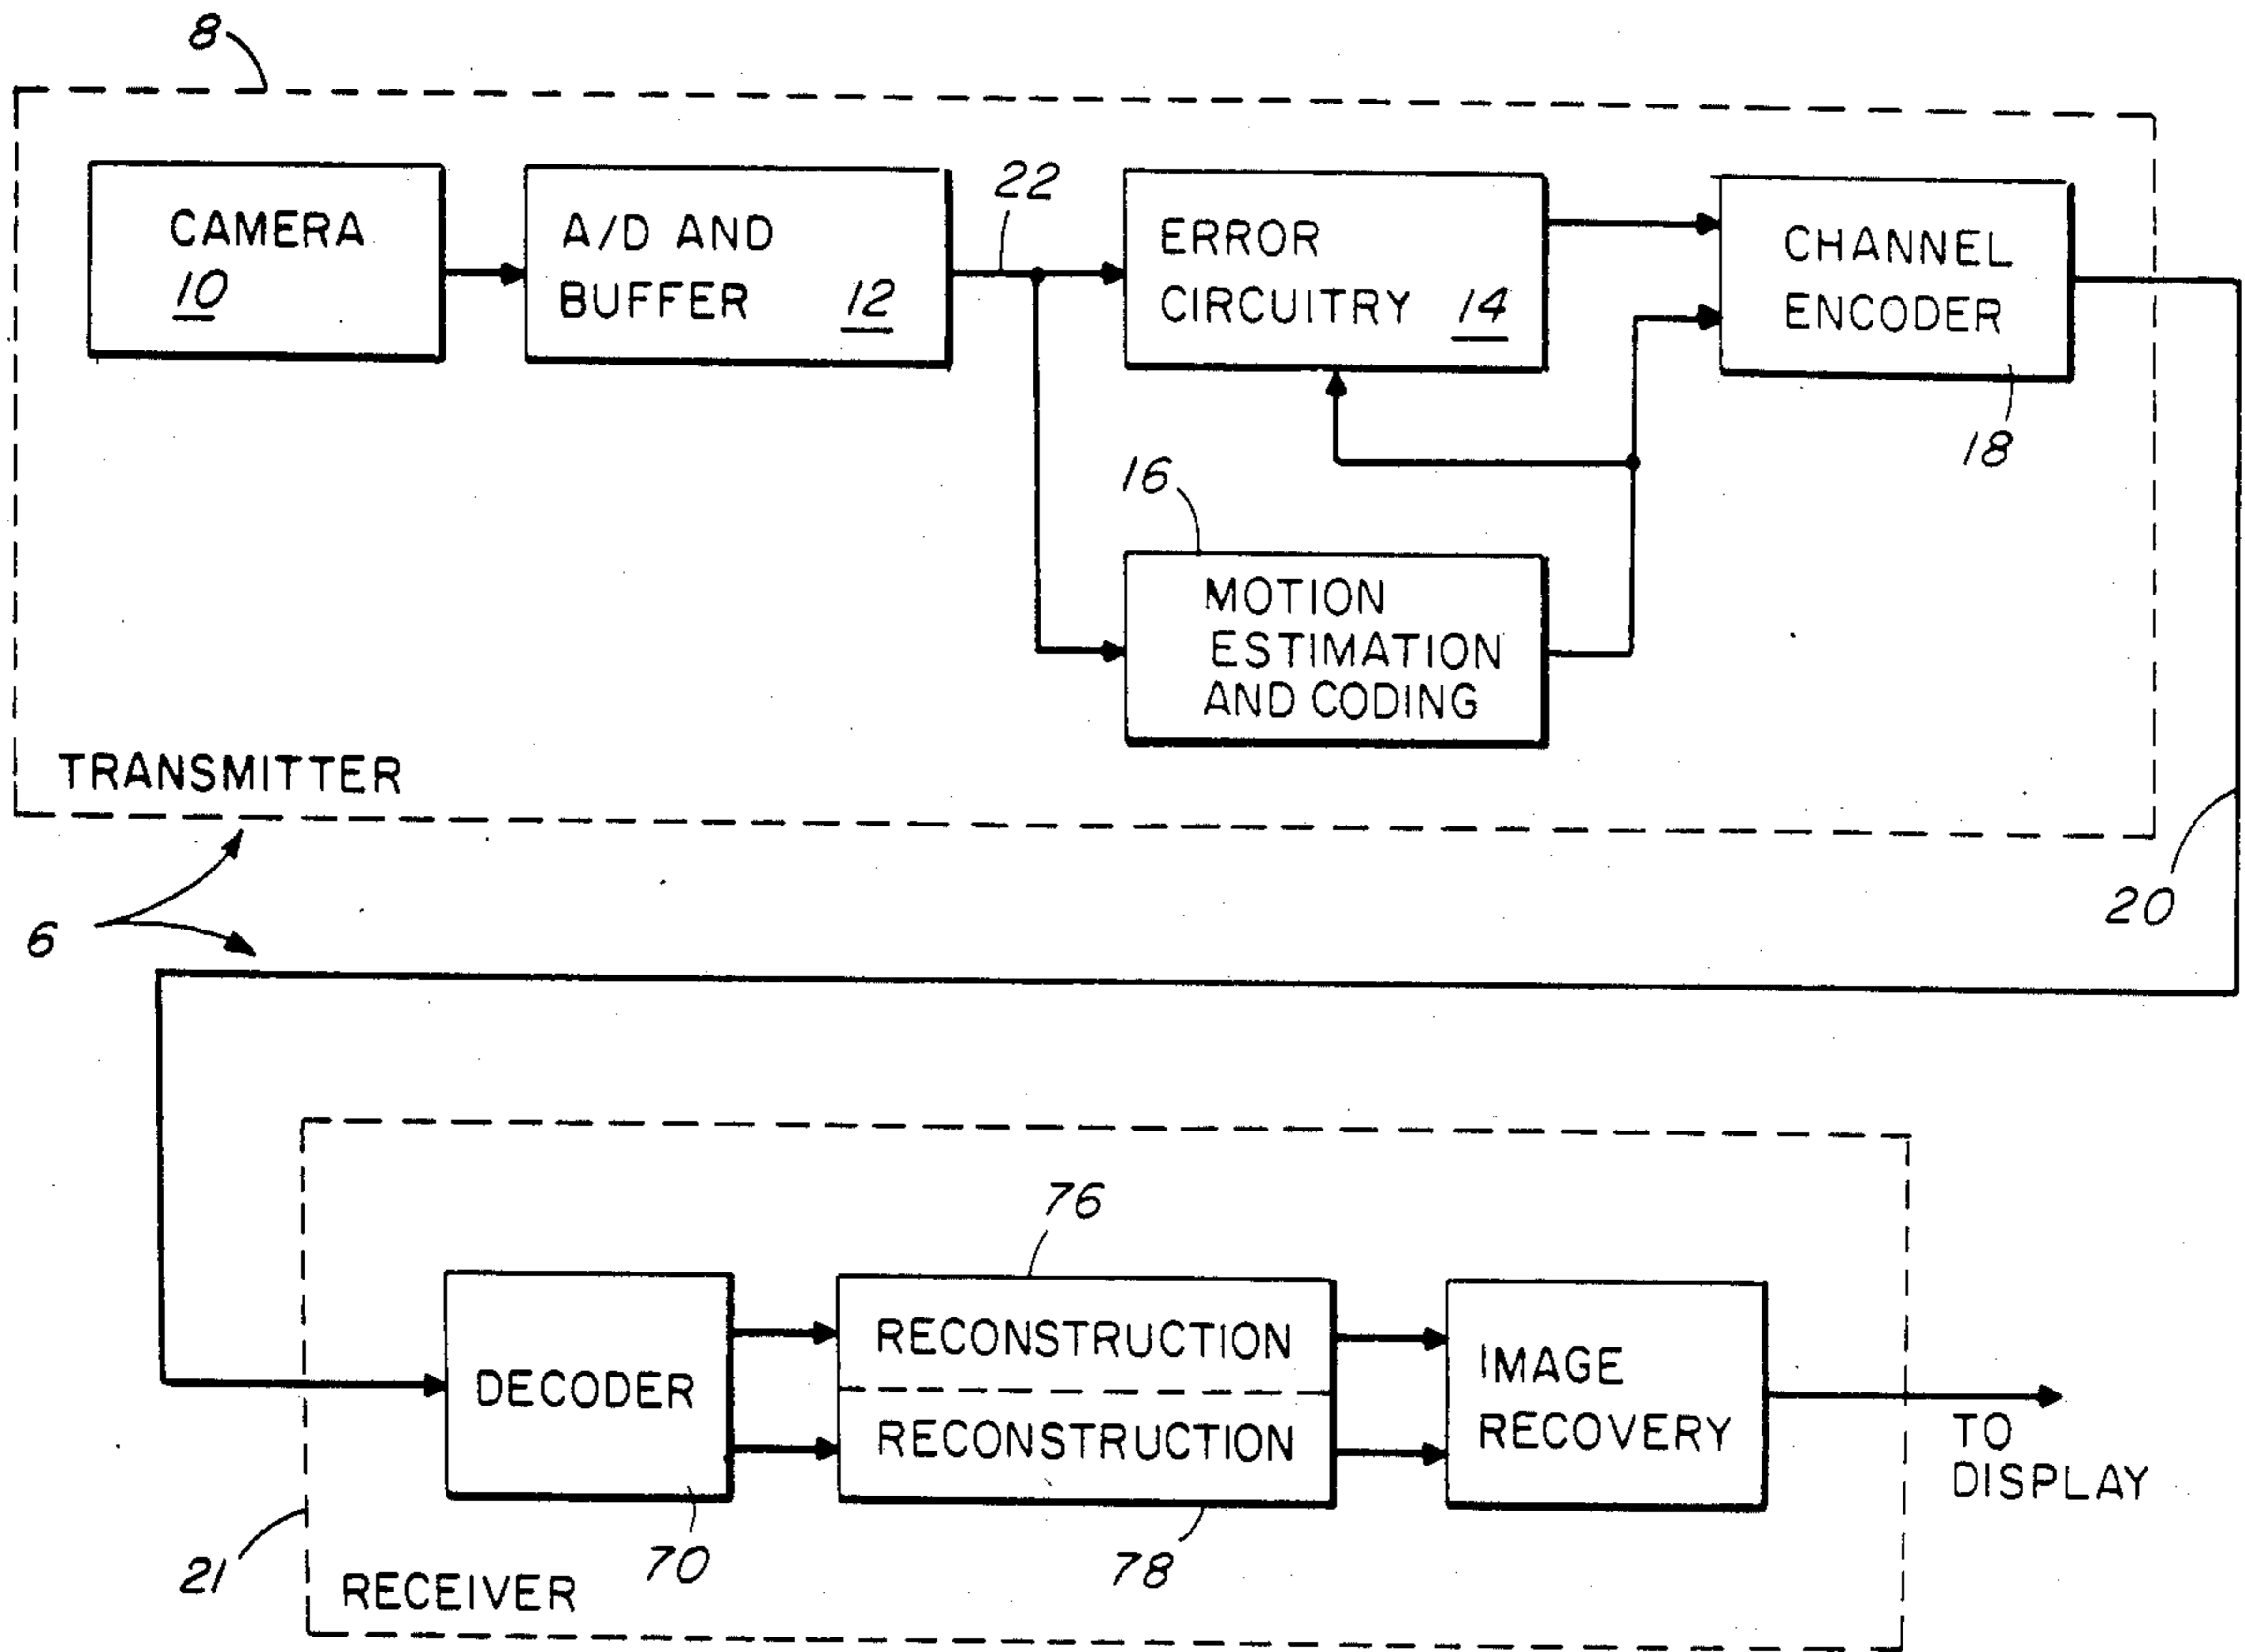 8
CAMERA
10
A/D AND
BUFFER 12
22
ERROR
CIRCUITRY 14
CHANNEL
ENCODER
18
16
MOTION
ESTIMATION
AND CODING
TRANSMITTER
6
20
76
DECODER
70
RECONSTRUCTION
RECONSTRUCTION
78
IMAGE
RECOVERY
TO
DISPLAY
21
RECEIVER